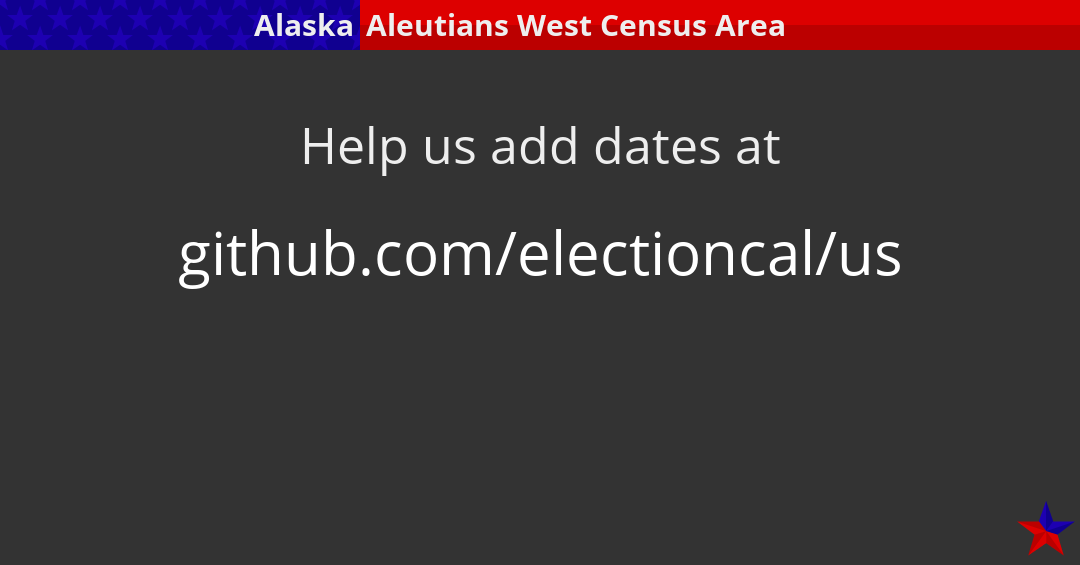 Alaska Aleutians West Census Area
Help us add dates at
github.com/electioncal/us